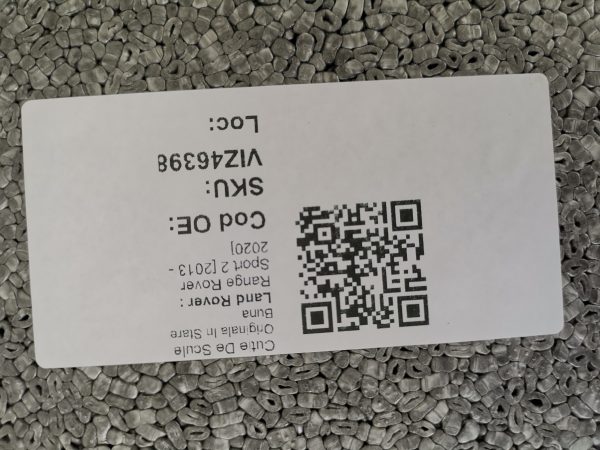 Cutie De Scule
Originala In Stare
Buna
Land Rover :
Range Rover
Sport 2 [2013 -
2020]
Cod OE:
SKU:
VIZ46398
Loc: